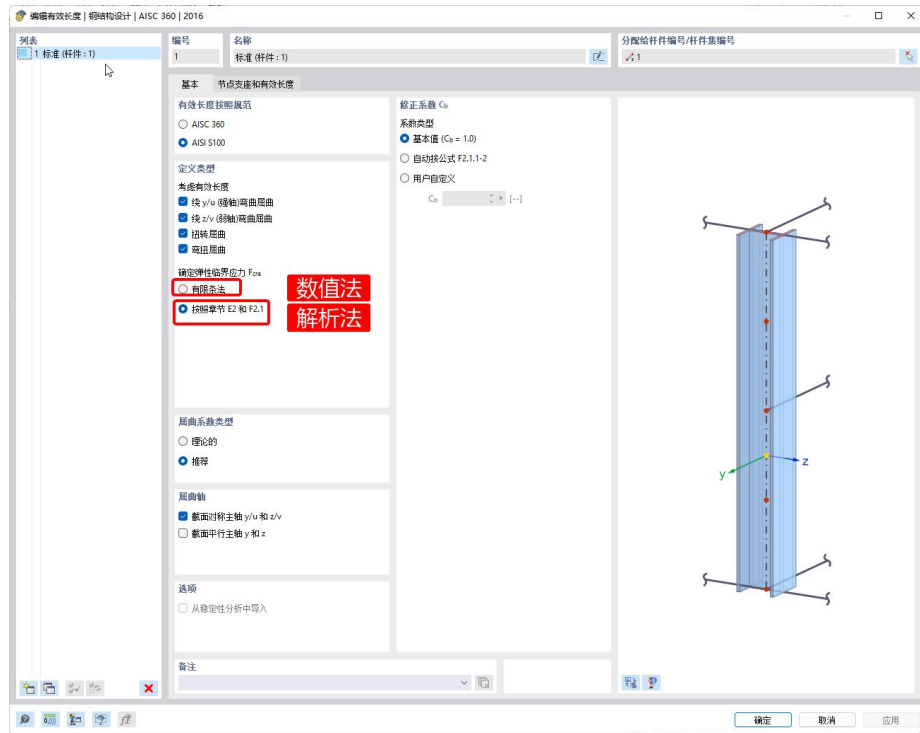 编辑有效长度 | 钢结构设计 | AISC 360 | 2016
列表
1 标准 (杆件 : 1)
编号
1
名称
标准 (杆件 : 1)
分配给杆件编号/杆件集编号
1
基本
节点支座和有效长度
有效长度按照规范
AISC 360
AISI S100
定义类型
考虑有效长度
绕 y/u (强轴)弯曲屈曲
绕 z/v (弱轴)弯曲屈曲
扭转屈曲
弯扭屈曲
确定弹性临界应力 Fcre
有限条法
数值法
按照章节 E2 和 F2.1
解析法
屈曲系数类型
理论的
推荐
屈曲轴
截面对称主轴 y/u 和 z/v
截面平行主轴 y 和 z
选项
从稳定性分析中导入
修正系数 Cb
系数类型
基本值 (Cb = 1.0)
自动按公式 F2.1.1-2
用户自定义
Cb
[--]
y
z
备注
0,00
确定
取消
应用